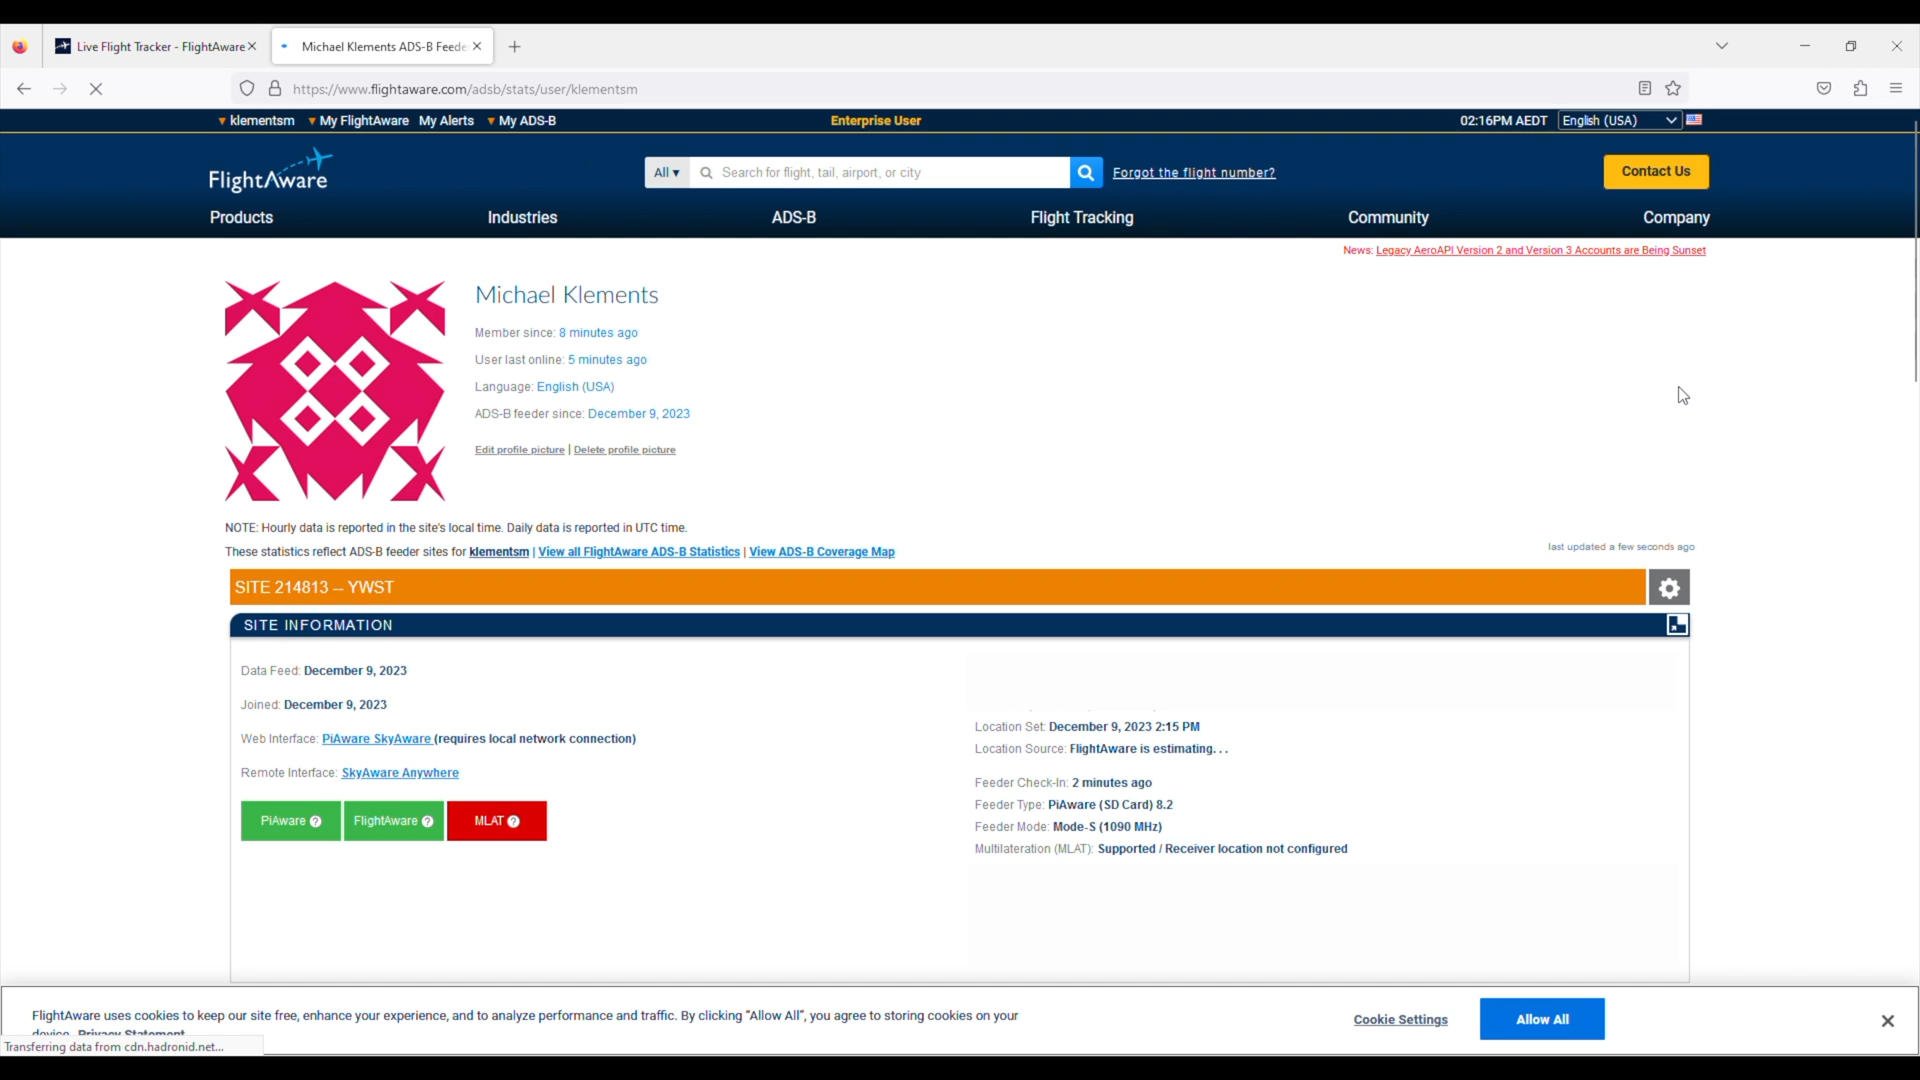 Live Flight Tracker - FlightAware
Michael Klements ADS-B Feede
https://www.flightaware.com/adsb/stats/user/klementsm
▼ klementsm ▼ My FlightAware My Alerts ▼ My ADS-B
Enterprise User
02:16PM AEDT English (USA)
FlightAware
All ▾ Search for flight, tail, airport, or city
Forgot the flight number?
Contact Us
Products Industries ADS-B Flight Tracking Community Company
News: Legacy AeroAPI Version 2 and Version 3 Accounts are Being Sunset
Michael Klements
Member since: 8 minutes ago
User last online: 5 minutes ago
Language: English (USA)
ADS-B feeder since: December 9, 2023
Edit profile picture | Delete profile picture
NOTE: Hourly data is reported in the site's local time. Daily data is reported in UTC time.
These statistics reflect ADS-B feeder sites for klementsm | View all FlightAware ADS-B Statistics | View ADS-B Coverage Map
last updated a few seconds ago
SITE 214813 -- YWST
SITE INFORMATION
Data Feed: December 9, 2023
Joined: December 9, 2023
Web Interface: PiAware SkyAware (requires local network connection)
Remote Interface: SkyAware Anywhere
PiAware ? FlightAware ? MLAT ?
Location Set: December 9, 2023 2:15 PM
Location Source: FlightAware is estimating...
Feeder Check-In: 2 minutes ago
Feeder Type: PiAware (SD Card) 8.2
Feeder Mode: Mode-S (1090 MHz)
Multilateration (MLAT): Supported / Receiver location not configured
FlightAware uses cookies to keep our site free, enhance your experience, and to analyze performance and traffic. By clicking "Allow All", you agree to storing cookies on your
device. Privacy Statement
Cookie Settings
Allow All
Transferring data from cdn.hadronid.net...